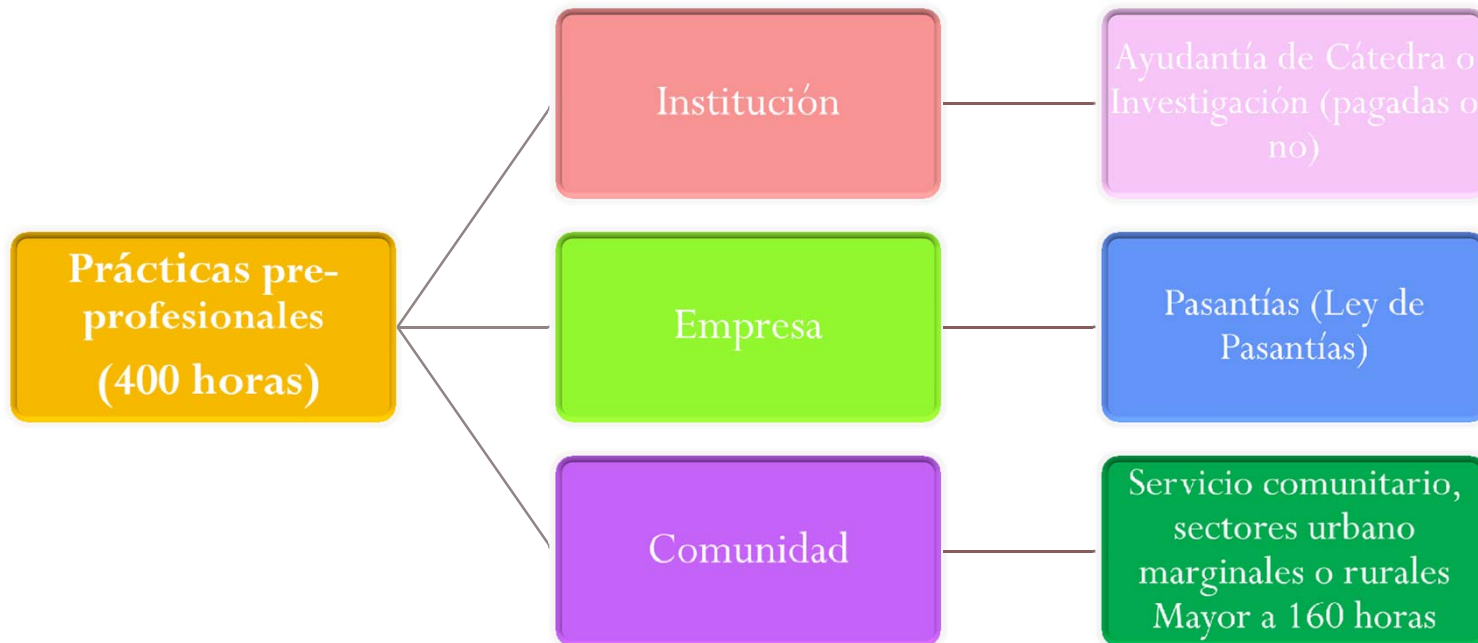 Prácticas pre-
profesionales
(400 horas)
Institución
Ayudantía de Cátedra o
Investigación (pagadas o
no)
Empresa
Pasantías (Ley de
Pasantías)
Comunidad
Servicio comunitario,
sectores urbano
marginales o rurales
Mayor a 160 horas